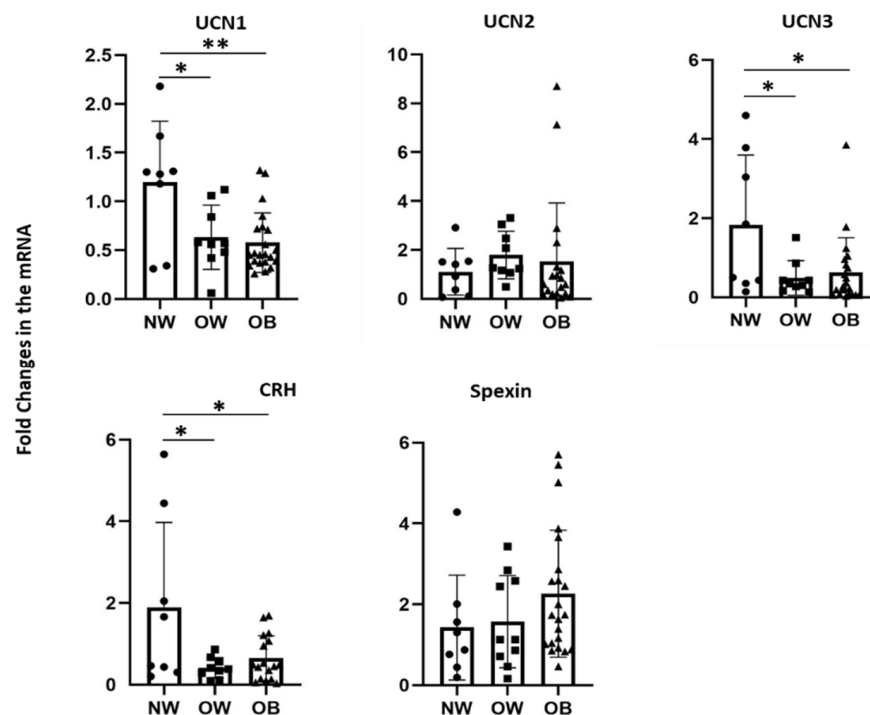 UCN1
UCN2
UCN3
Fold Changes in the mRNA
2.5
2.0
1.5
1.0
0.5
0.0
**
*
NW OW OB
10
8
6
4
2
0
NW OW OB
6
4
2
0
*
*
NW OW OB
CRH
Spexin
6
4
2
0
*
*
NW OW OB
6
4
2
0
NW OW OB